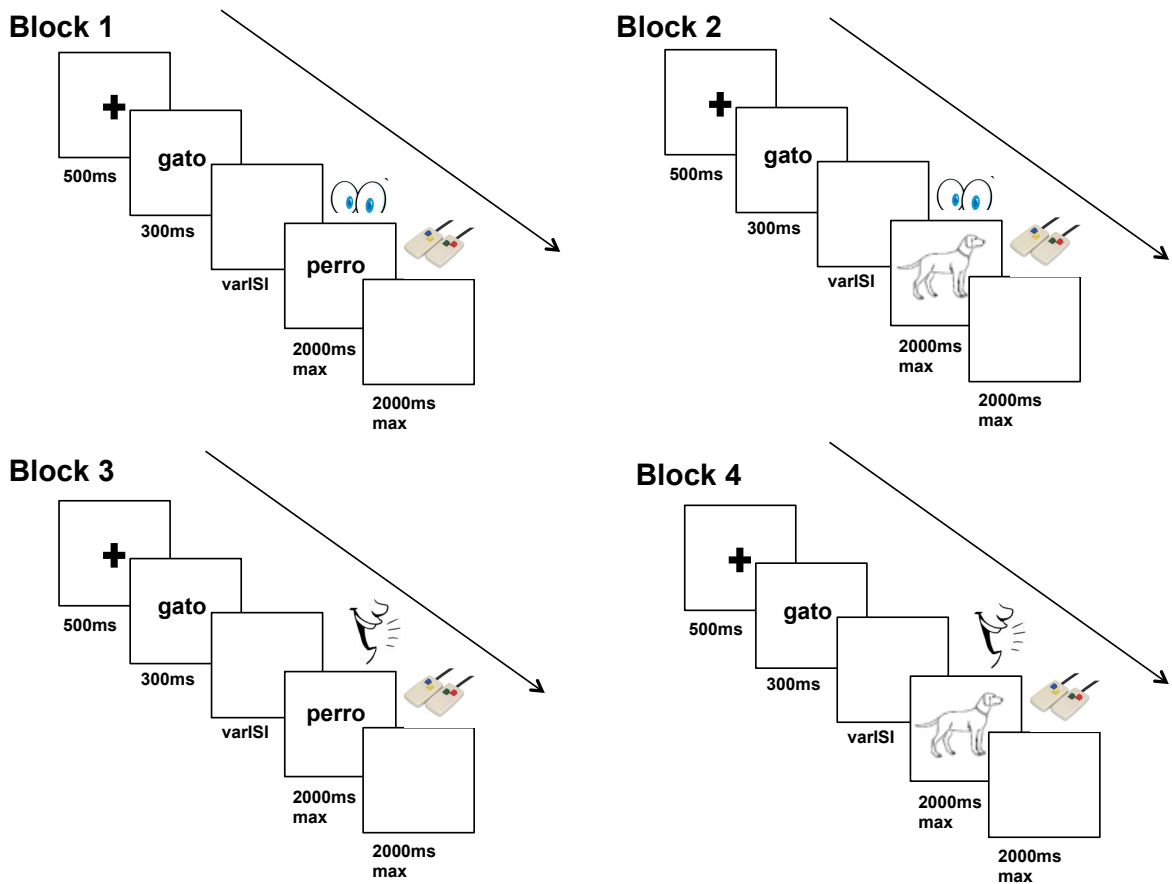 Block 1
gato
500ms
300ms
varISI
perro
2000ms
max
2000ms
max
Block 2
gato
500ms
300ms
varISI
2000ms
max
2000ms
max
Block 3
gato
500ms
300ms
varISI
perro
2000ms
max
2000ms
max
Block 4
gato
500ms
300ms
varISI
2000ms
max
2000ms
max